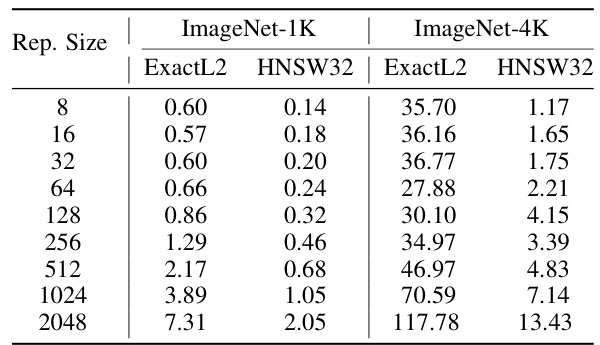 Rep. Size ImageNet-1K ImageNet-4K
ExactL2 HNSW32 ExactL2 HNSW32
8 0.60 0.14 35.70 1.17
16 0.57 0.18 36.16 1.65
32 0.60 0.20 36.77 1.75
64 0.66 0.24 27.88 2.21
128 0.86 0.32 30.10 4.15
256 1.29 0.46 34.97 3.39
512 2.17 0.68 46.97 4.83
1024 3.89 1.05 70.59 7.14
2048 7.31 2.05 117.78 13.43